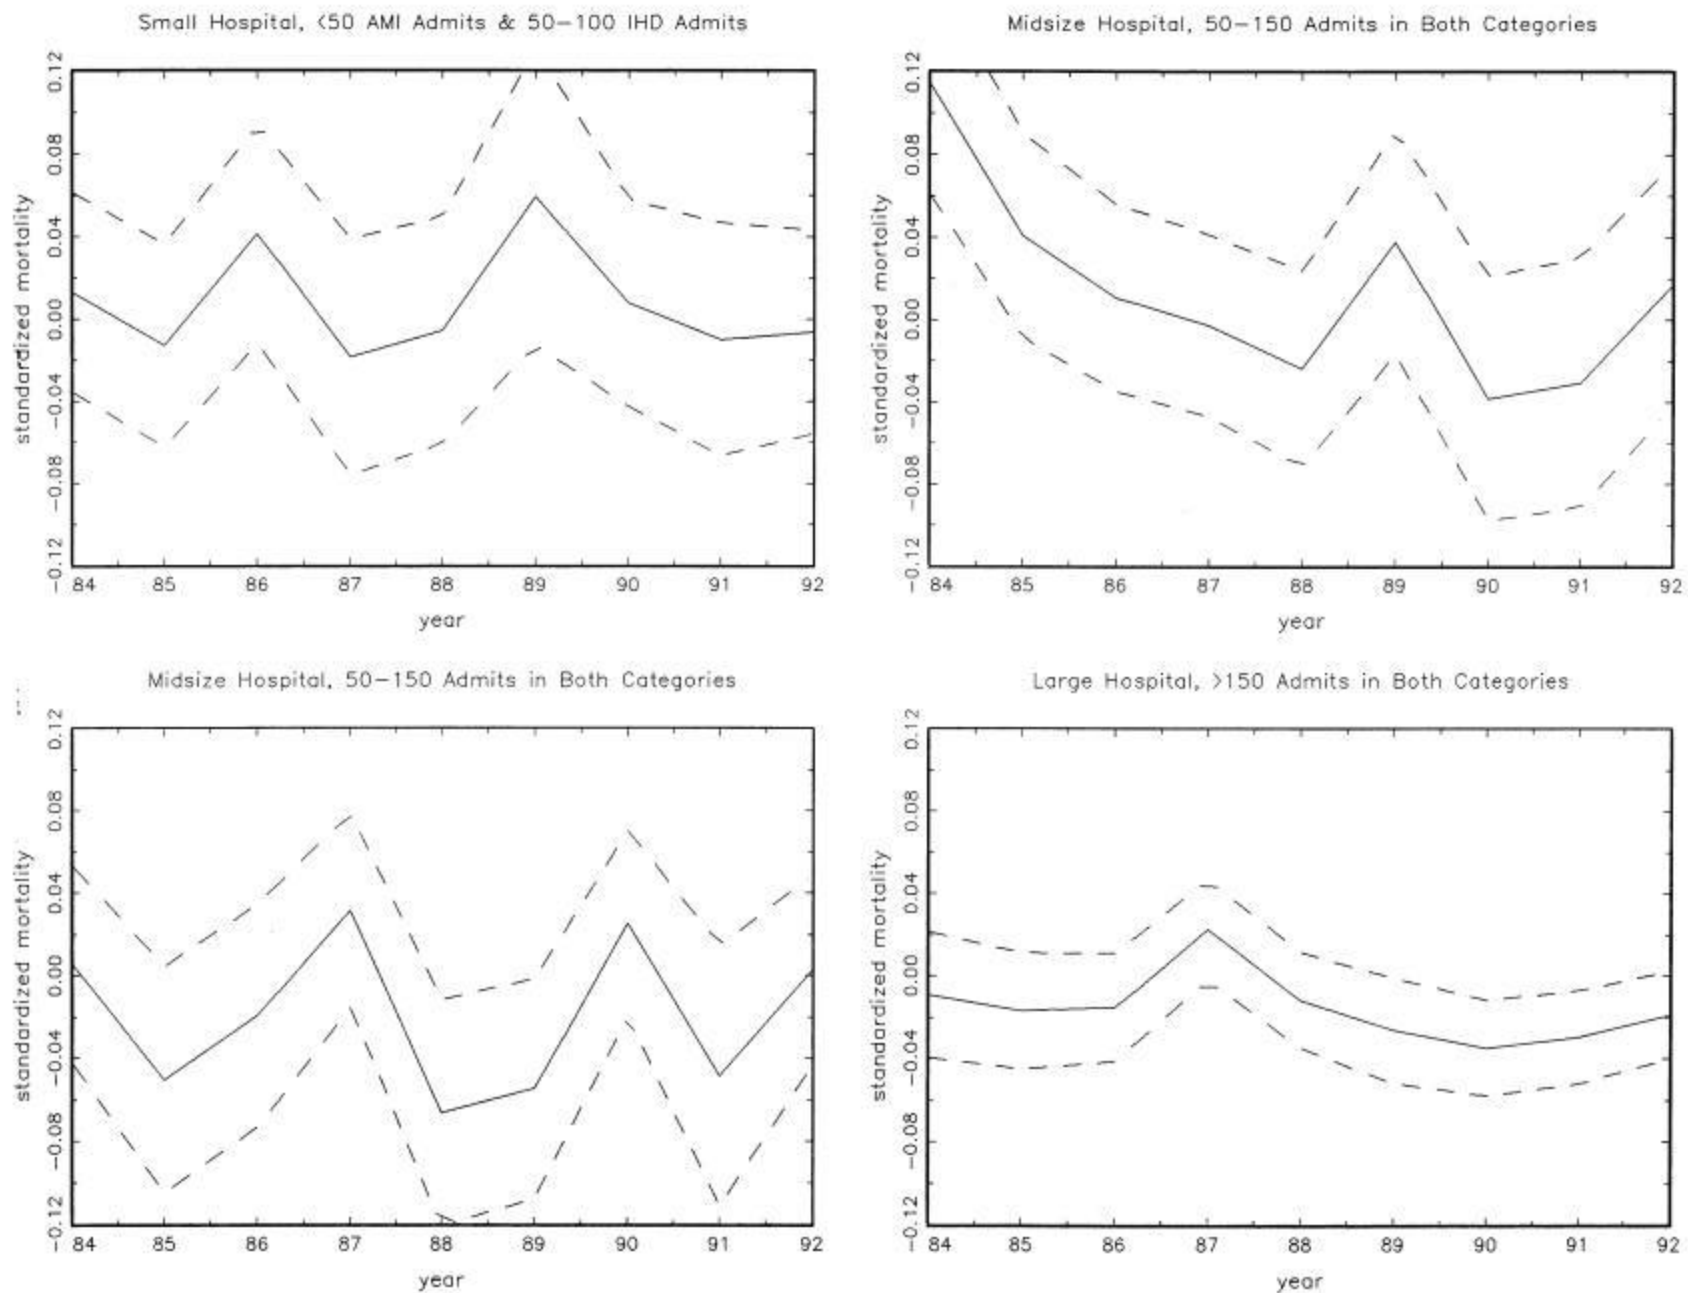 Small Hospital, <50 AMI Admits & 50-100 IHD Admits
standardized mortality
0.12
0.08
0.04
0.00
-0.04
-0.08
-0.12
84 85 86 87 88 89 90 91 92
year
Midsize Hospital, 50-150 Admits in Both Categories
standardized mortality
0.12
0.08
0.04
0.00
-0.04
-0.08
-0.12
84 85 86 87 88 89 90 91 92
year
Midsize Hospital, 50-150 Admits in Both Categories
standardized mortality
0.12
0.08
0.04
0.00
-0.04
-0.08
-0.12
84 85 86 87 88 89 90 91 92
year
Large Hospital, >150 Admits in Both Categories
standardized mortality
0.12
0.08
0.04
0.00
-0.04
-0.08
-0.12
84 85 86 87 88 89 90 91 92
year